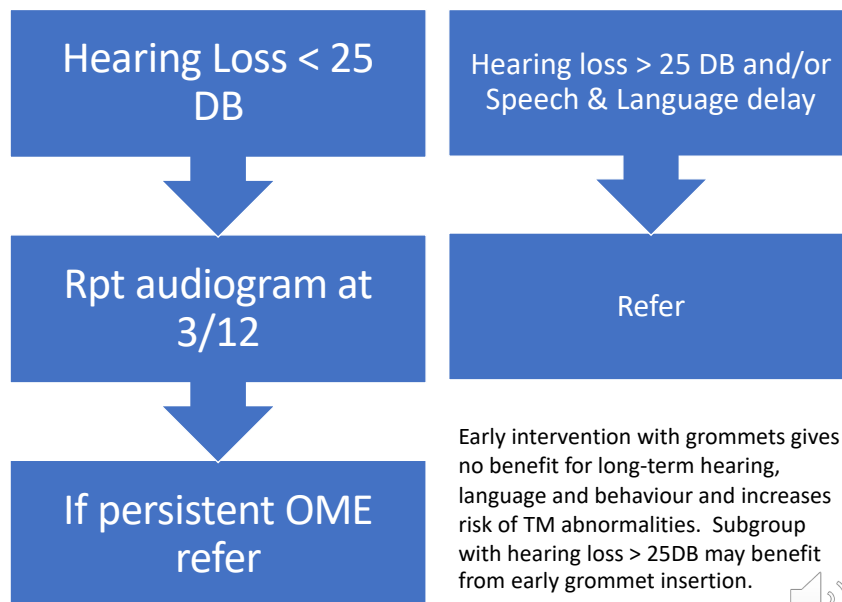 Hearing Loss < 25
DB
Rpt audiogram at
3/12
If persistent OME
refer
Hearing loss > 25 DB and/or
Speech & Language delay
Refer
Early intervention with grommets gives
no benefit for long-term hearing,
language and behaviour and increases
risk of TM abnormalities.  Subgroup
with hearing loss > 25DB may benefit
from early grommet insertion.